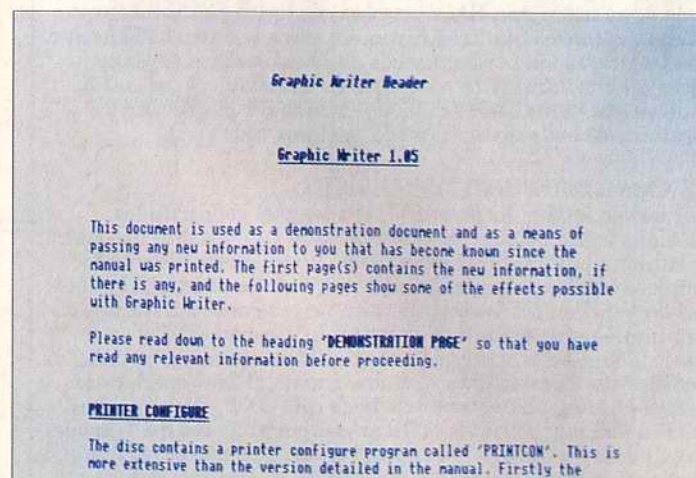 Graphic Writer Header
Graphic Writer 1.05
This document is used as a demonstration document and as a means of
passing any new information to you that has become known since the
manual was printed. The first page(s) contains the new information, if
there is any, and the following pages show some of the effects possible
with Graphic Writer.
Please read down to the heading 'DEMONSTRATION PAGE' so that you have
read any relevant information before proceeding.
PRINTER CONFIGURE
The disc contains a printer configure program called 'PRINTCON'. This is
more extensive than the version detailed in the manual. Firstly the